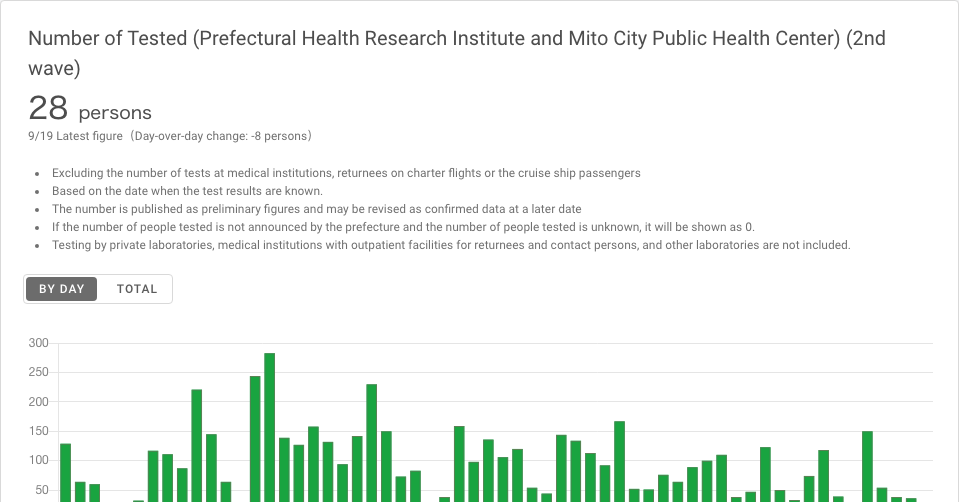 Number of Tested (Prefectural Health Research Institute and Mito City Public Health Center) (2nd
wave)
28 persons
9/19 Latest figure（Day-over-day change: -8 persons）
• Excluding the number of tests at medical institutions, returnees on charter flights or the cruise ship passengers
• Based on the date when the test results are known.
• The number is published as preliminary figures and may be revised as confirmed data at a later date
• If the number of people tested is not announced by the prefecture and the number of people tested is unknown, it will be shown as 0.
• Testing by private laboratories, medical institutions with outpatient facilities for returnees and contact persons, and other laboratories are not included.
BY DAY TOTAL
300
250
200
150
100
50